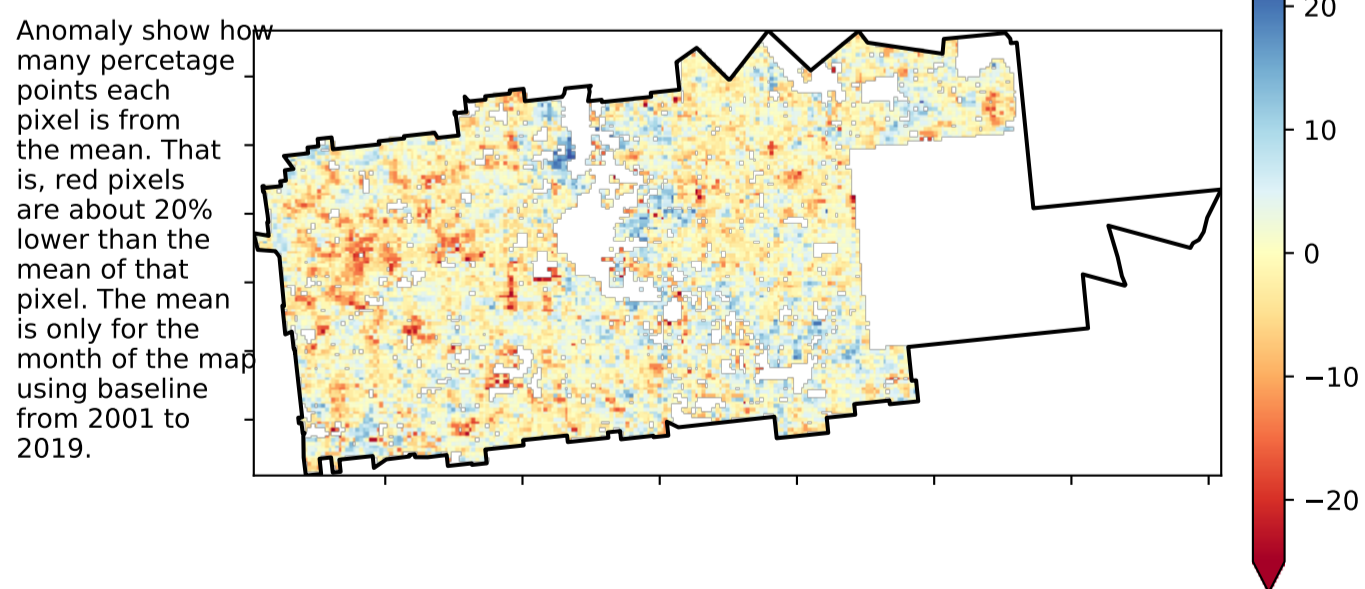 Anomaly show how
many percetage
points each
pixel is from
the mean. That
is, red pixels
are about 20%
lower than the
mean of that
pixel. The mean
is only for the
month of the map
using baseline
from 2001 to
2019.
20
10
0
−10
−20